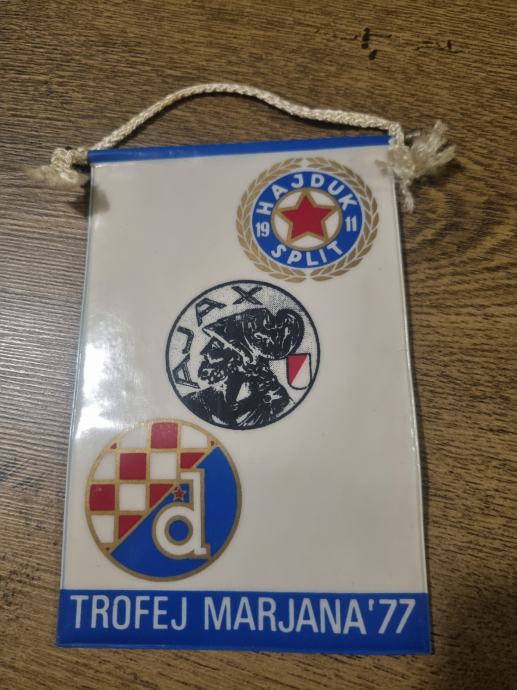 HAJDUK
19 11
SPLIT
AJAX
d
TROFEJ MARJANA '77